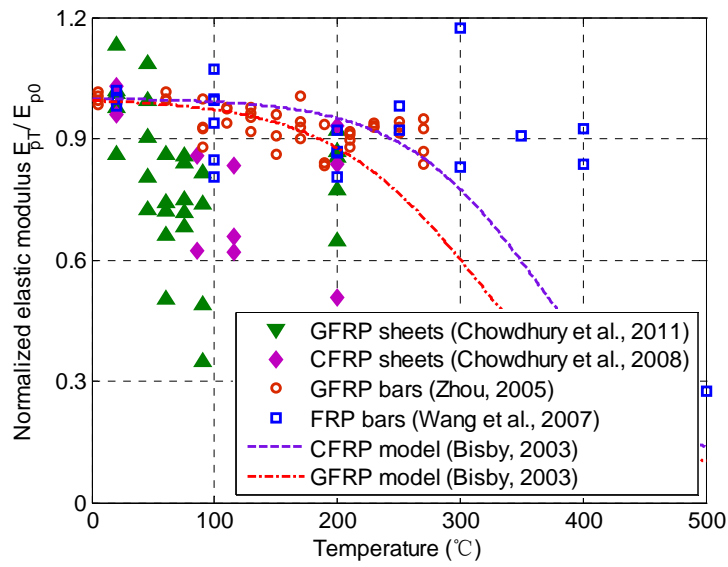 Normalized elastic modulus EpT/ Ep0
1.2
0.9
0.6
0.3
0
0
100
200
300
400
500
Temperature (℃)
GFRP sheets (Chowdhury et al., 2011)
CFRP sheets (Chowdhury et al., 2008)
GFRP bars (Zhou, 2005)
FRP bars (Wang et al., 2007)
CFRP model (Bisby, 2003)
GFRP model (Bisby, 2003)